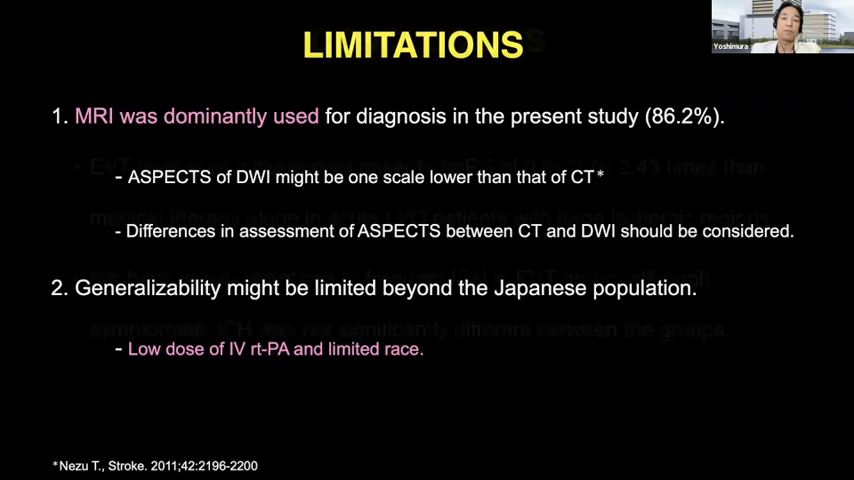 LIMITATIONS
Yoshimura
1. MRI was dominantly used for diagnosis in the present study (86.2%).
- ASPECTS of DWI might be one scale lower than that of CT*
- Differences in assessment of ASPECTS between CT and DWI should be considered.
2. Generalizability might be limited beyond the Japanese population.
- Low dose of IV rt-PA and limited race.
*Nezu T., Stroke. 2011;42:2196-2200